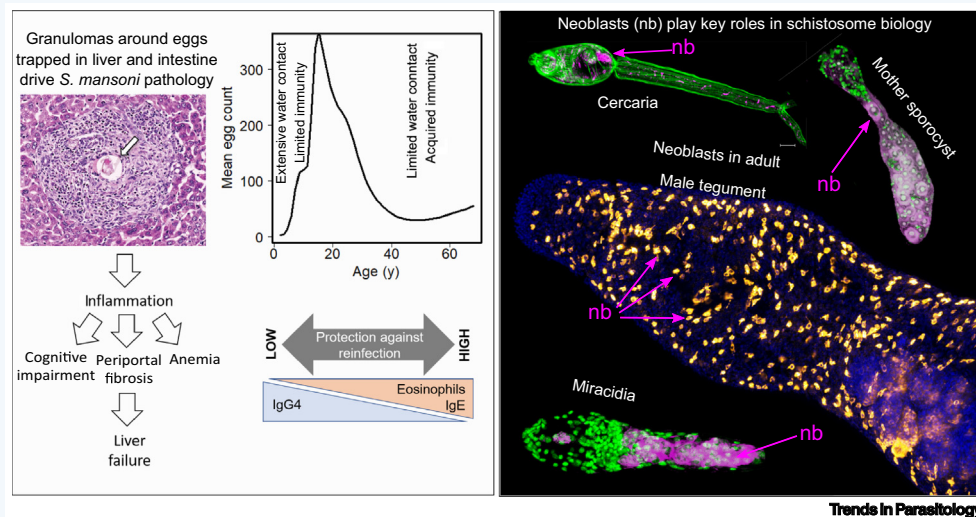 Granulomas around eggs
trapped in liver and intestine
drive S. mansoni pathology
Inflammation
Cognitive
impairment
Periportal
fibrosis
Anemia
Liver
failure
Mean egg count
300
200
100
0
Extensive water contact
Limited immunity
Limited water conntact
Acquired immunity
0
20
40
60
Age (y)
LOW
Protection against
reinfection
HIGH
IgG4
Eosinophils
IgE
Neoblasts (nb) play key roles in schistosome biology
nb
Cercaria
Mother sporocyst
nb
Neoblasts in adult
Male tegument
nb
Miracidia
nb
Trends in Parasitology